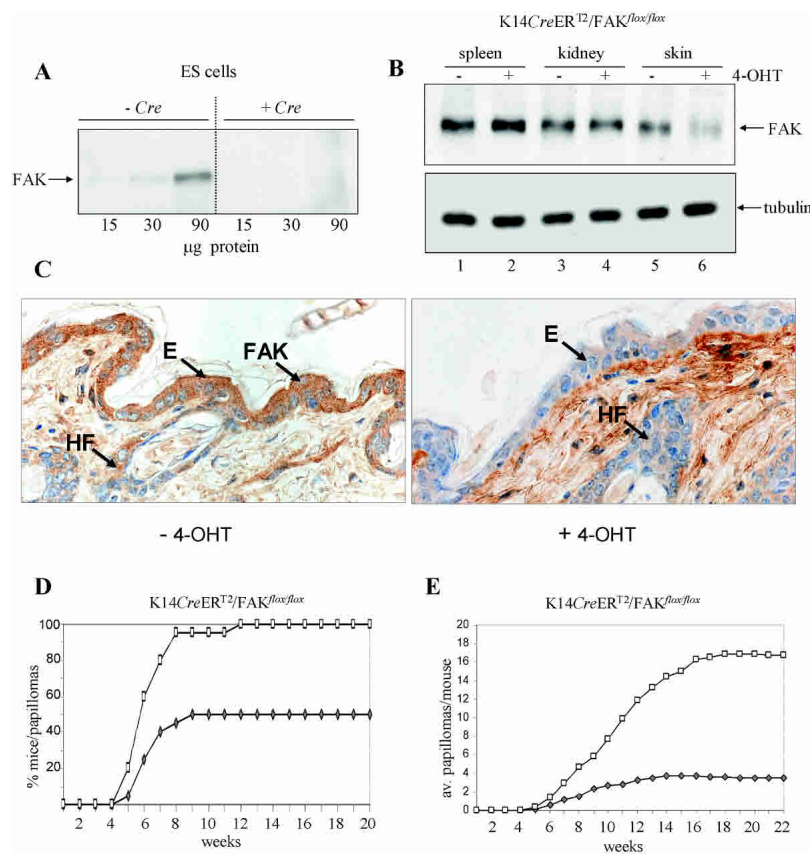 K14CreER^T2/FAK^flox/flox
A
ES cells
- Cre
+ Cre
FAK
15 30 90 15 30 90
µg protein
B
spleen kidney skin
- + - + - + 4-OHT
FAK
tubulin
1 2 3 4 5 6
C
E
FAK
HF
E
HF
- 4-OHT
+ 4-OHT
D
K14CreER^T2/FAK^flox/flox
% mice/papillomas
100
80
60
40
20
2 4 6 8 10 12 14 16 18 20
weeks
E
K14CreER^T2/FAK^flox/flox
av. papillomas/mouse
18
16
14
12
10
8
6
4
2
0
2 4 6 8 10 12 14 16 18 20 22
weeks